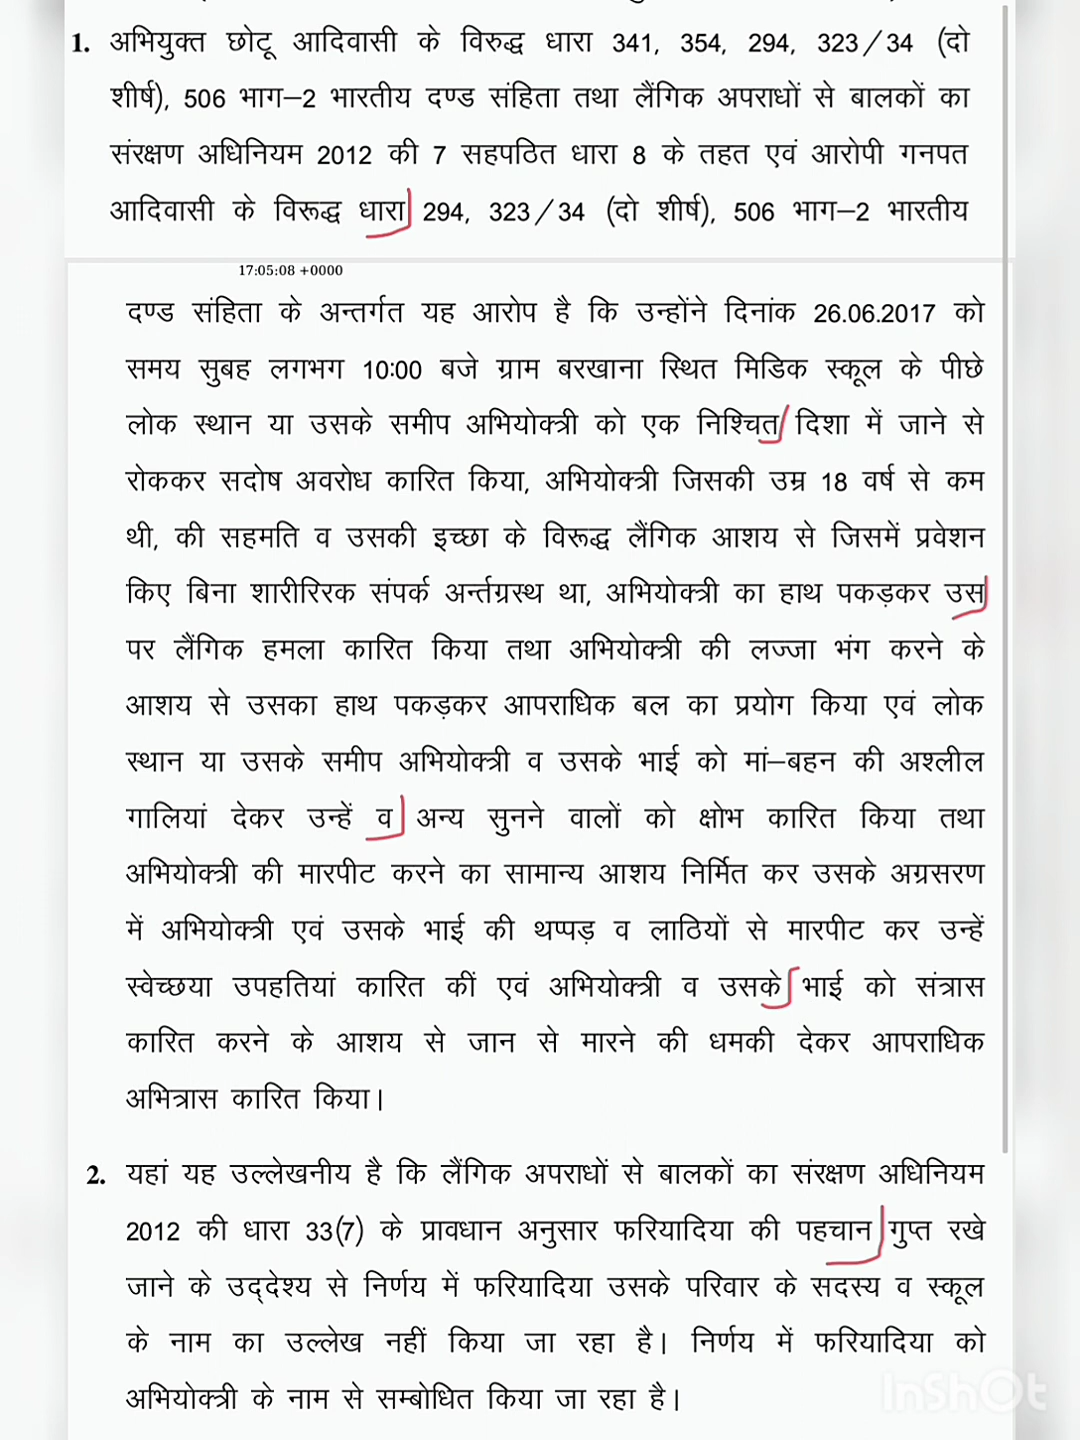 1. अभियुक्त छोटू आदिवासी के विरुद्ध धारा 341, 354, 294, 323/34 (दो
शीर्ष), 506 भाग–2 भारतीय दण्ड संहिता तथा लैंगिक अपराधों से बालकों का
संरक्षण अधिनियम 2012 की 7 सहपठित धारा 8 के तहत एवं आरोपी गनपत
आदिवासी के विरूद्ध धारा 294, 323/34 (दो शीर्ष), 506 भाग–2 भारतीय
17:05:08 +0000
दण्ड संहिता के अन्तर्गत यह आरोप है कि उन्होंने दिनांक 26.06.2017 को
समय सुबह लगभग 10:00 बजे ग्राम बरखाना स्थित मिडिक स्कूल के पीछे
लोक स्थान या उसके समीप अभियोक्त्री को एक निश्चित दिशा में जाने से
रोककर सदोष अवरोध कारित किया, अभियोक्त्री जिसकी उम्र 18 वर्ष से कम
थी, की सहमति व उसकी इच्छा के विरूद्ध लैंगिक आशय से जिसमें प्रवेशन
किए बिना शारीरिरक संपर्क अर्न्तग्रस्थ था, अभियोक्त्री का हाथ पकड़कर उस
पर लैंगिक हमला कारित किया तथा अभियोक्त्री की लज्जा भंग करने के
आशय से उसका हाथ पकड़कर आपराधिक बल का प्रयोग किया एवं लोक
स्थान या उसके समीप अभियोक्त्री व उसके भाई को मां–बहन की अश्लील
गालियां देकर उन्हें व अन्य सुनने वालों को क्षोभ कारित किया तथा
अभियोक्त्री की मारपीट करने का सामान्य आशय निर्मित कर उसके अग्रसरण
में अभियोक्त्री एवं उसके भाई की थप्पड़ व लाठियों से मारपीट कर उन्हें
स्वेच्छया उपहतियां कारित कीं एवं अभियोक्त्री व उसके भाई को संत्रास
कारित करने के आशय से जान से मारने की धमकी देकर आपराधिक
अभित्रास कारित किया।
2. यहां यह उल्लेखनीय है कि लैंगिक अपराधों से बालकों का संरक्षण अधिनियम
2012 की धारा 33(7) के प्रावधान अनुसार फरियादिया की पहचान गुप्त रखे
जाने के उद्देश्य से निर्णय में फरियादिया उसके परिवार के सदस्य व स्कूल
के नाम का उल्लेख नहीं किया जा रहा है। निर्णय में फरियादिया को
अभियोक्त्री के नाम से सम्बोधित किया जा रहा है।
InShOt